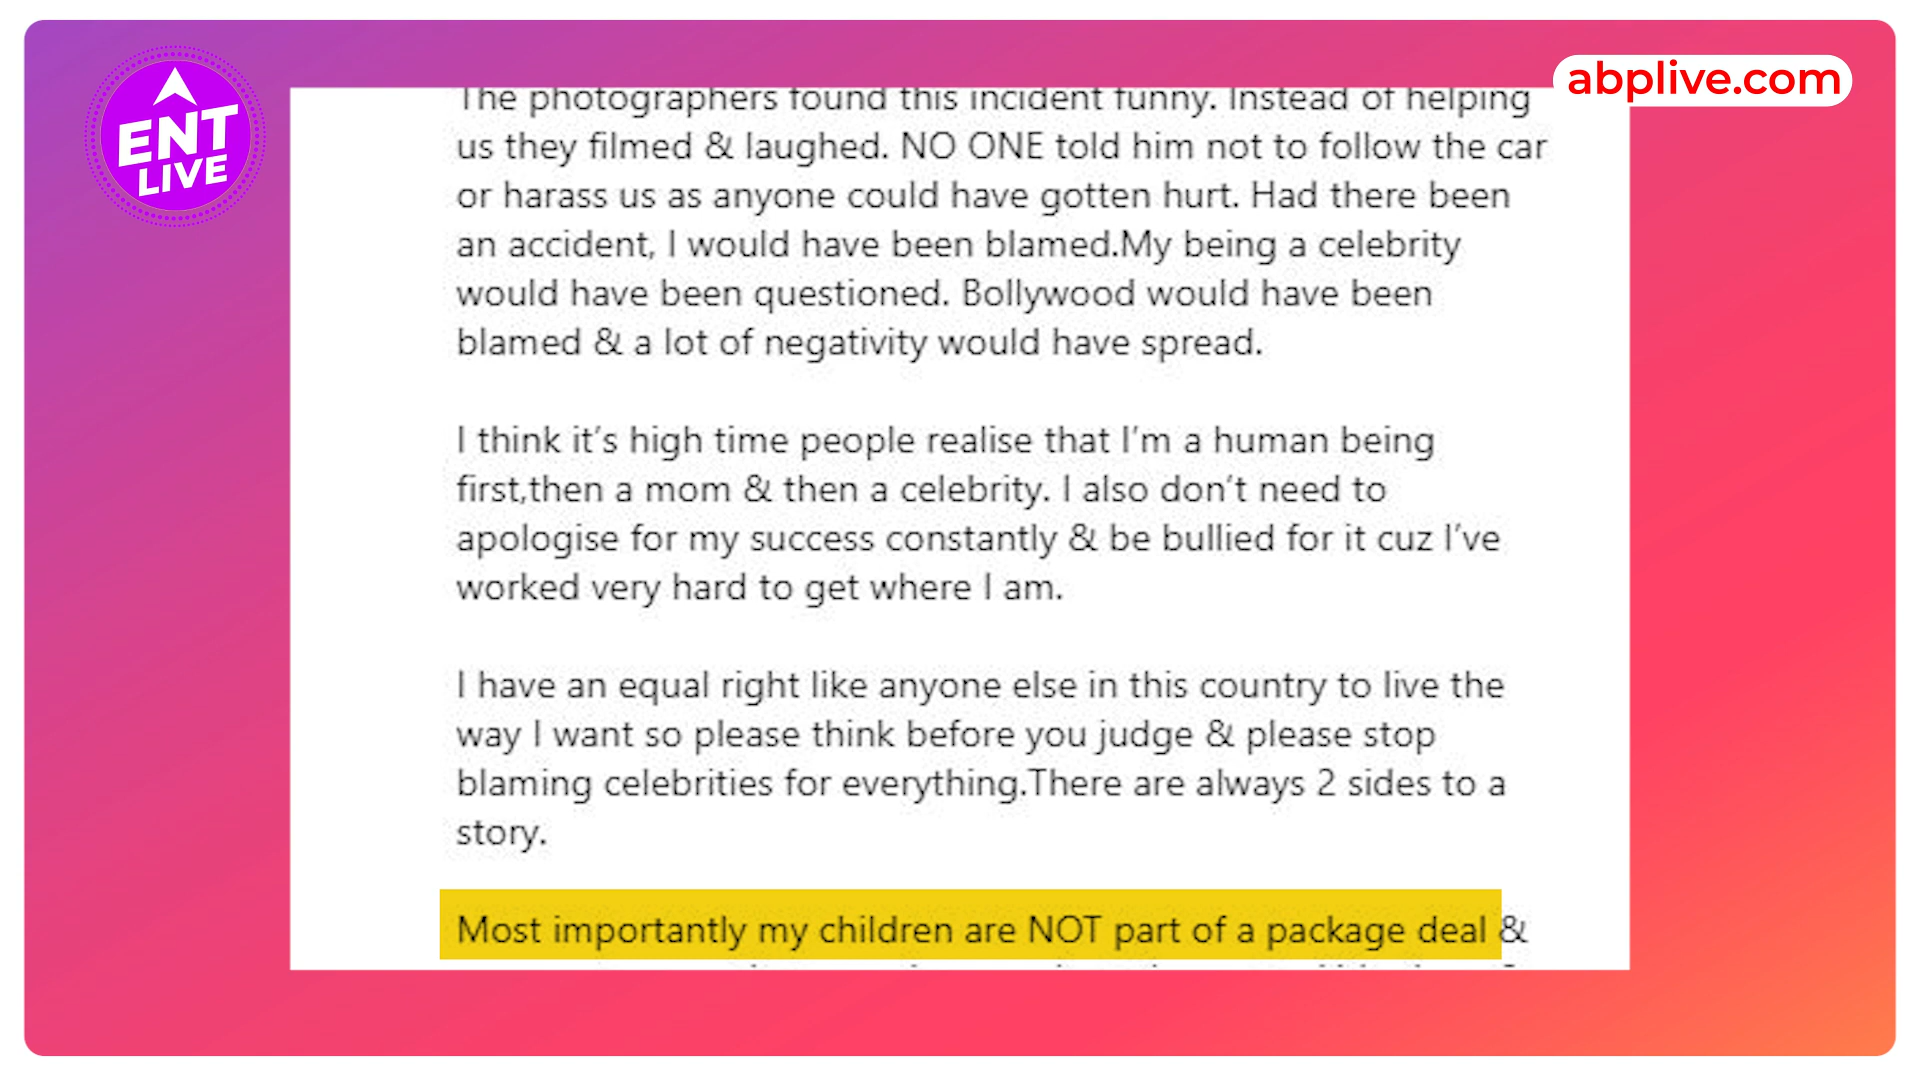 ENT
LIVE
abplive.com
The photographers found this incident funny. Instead of helping
us they filmed & laughed. NO ONE told him not to follow the car
or harass us as anyone could have gotten hurt. Had there been
an accident, I would have been blamed.My being a celebrity
would have been questioned. Bollywood would have been
blamed & a lot of negativity would have spread.
I think it’s high time people realise that I’m a human being
first,then a mom & then a celebrity. I also don’t need to
apologise for my success constantly & be bullied for it cuz I’ve
worked very hard to get where I am.
I have an equal right like anyone else in this country to live the
way I want so please think before you judge & please stop
blaming celebrities for everything.There are always 2 sides to a
story.
Most importantly my children are NOT part of a package deal &